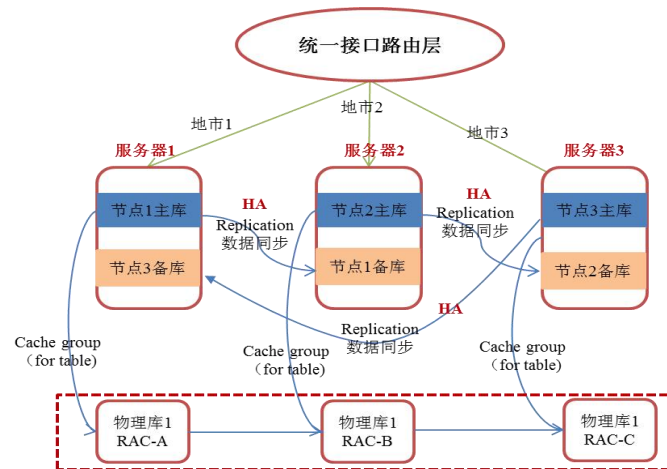 统一接口路由层
地市1
地市2
地市3
服务器1
服务器2
服务器3
节点1主库
HA
Replication
数据同步
节点2主库
HA
Replication
数据同步
节点3主库
节点3备库
节点1备库
节点2备库
HA
Replication
数据同步
Cache group
（for table)
Cache group
（for table)
Cache group
（for table)
物理库1
RAC-A
物理库1
RAC-B
物理库1
RAC-C